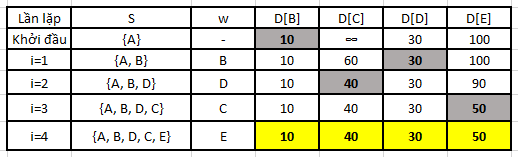 Lần lặp S w D[B] D[C] D[D] D[E]
Khởi đầu {A} - 10 ∞ 30 100
i=1 {A, B} B 10 60 30 100
i=2 {A, B, D} D 10 40 30 90
i=3 {A, B, D, C} C 10 40 30 50
i=4 {A, B, D, C, E} E 10 40 30 50